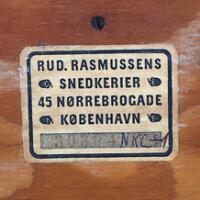 RUD. RASMUSSENS
SNEDKERIER
45 NØRREBROGADE
KØBENHAVN